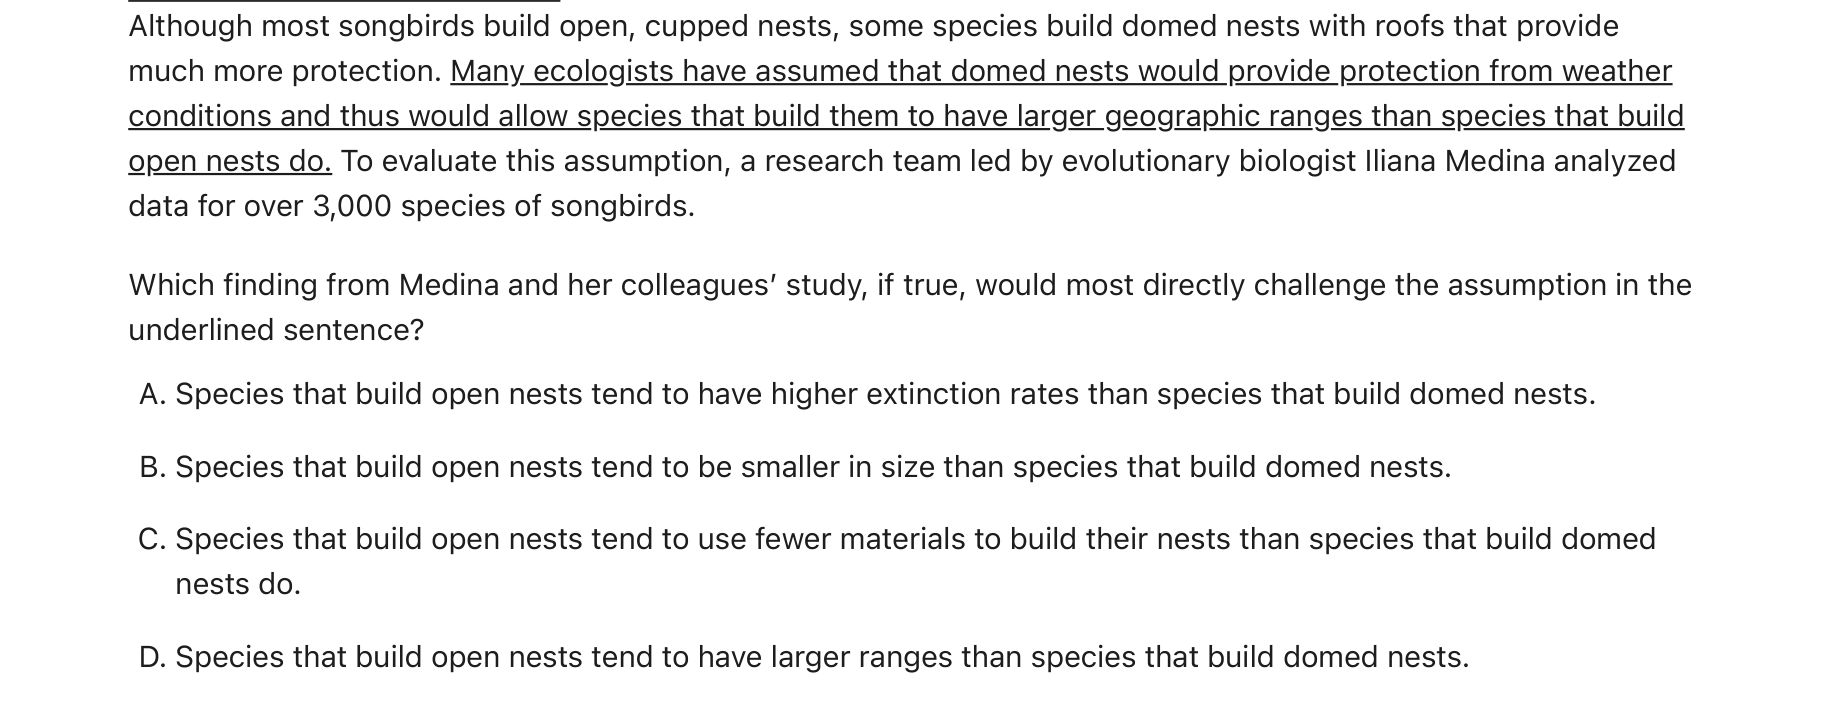 Although most songbirds build open, cupped nests, some species build domed nests with roofs that provide
much more protection. Many ecologists have assumed that domed nests would provide protection from weather
conditions and thus would allow species that build them to have larger geographic ranges than species that build
open nests do. To evaluate this assumption, a research team led by evolutionary biologist Iliana Medina analyzed
data for over 3,000 species of songbirds.
Which finding from Medina and her colleagues’ study, if true, would most directly challenge the assumption in the
underlined sentence?
A. Species that build open nests tend to have higher extinction rates than species that build domed nests.
B. Species that build open nests tend to be smaller in size than species that build domed nests.
C. Species that build open nests tend to use fewer materials to build their nests than species that build domed
nests do.
D. Species that build open nests tend to have larger ranges than species that build domed nests.